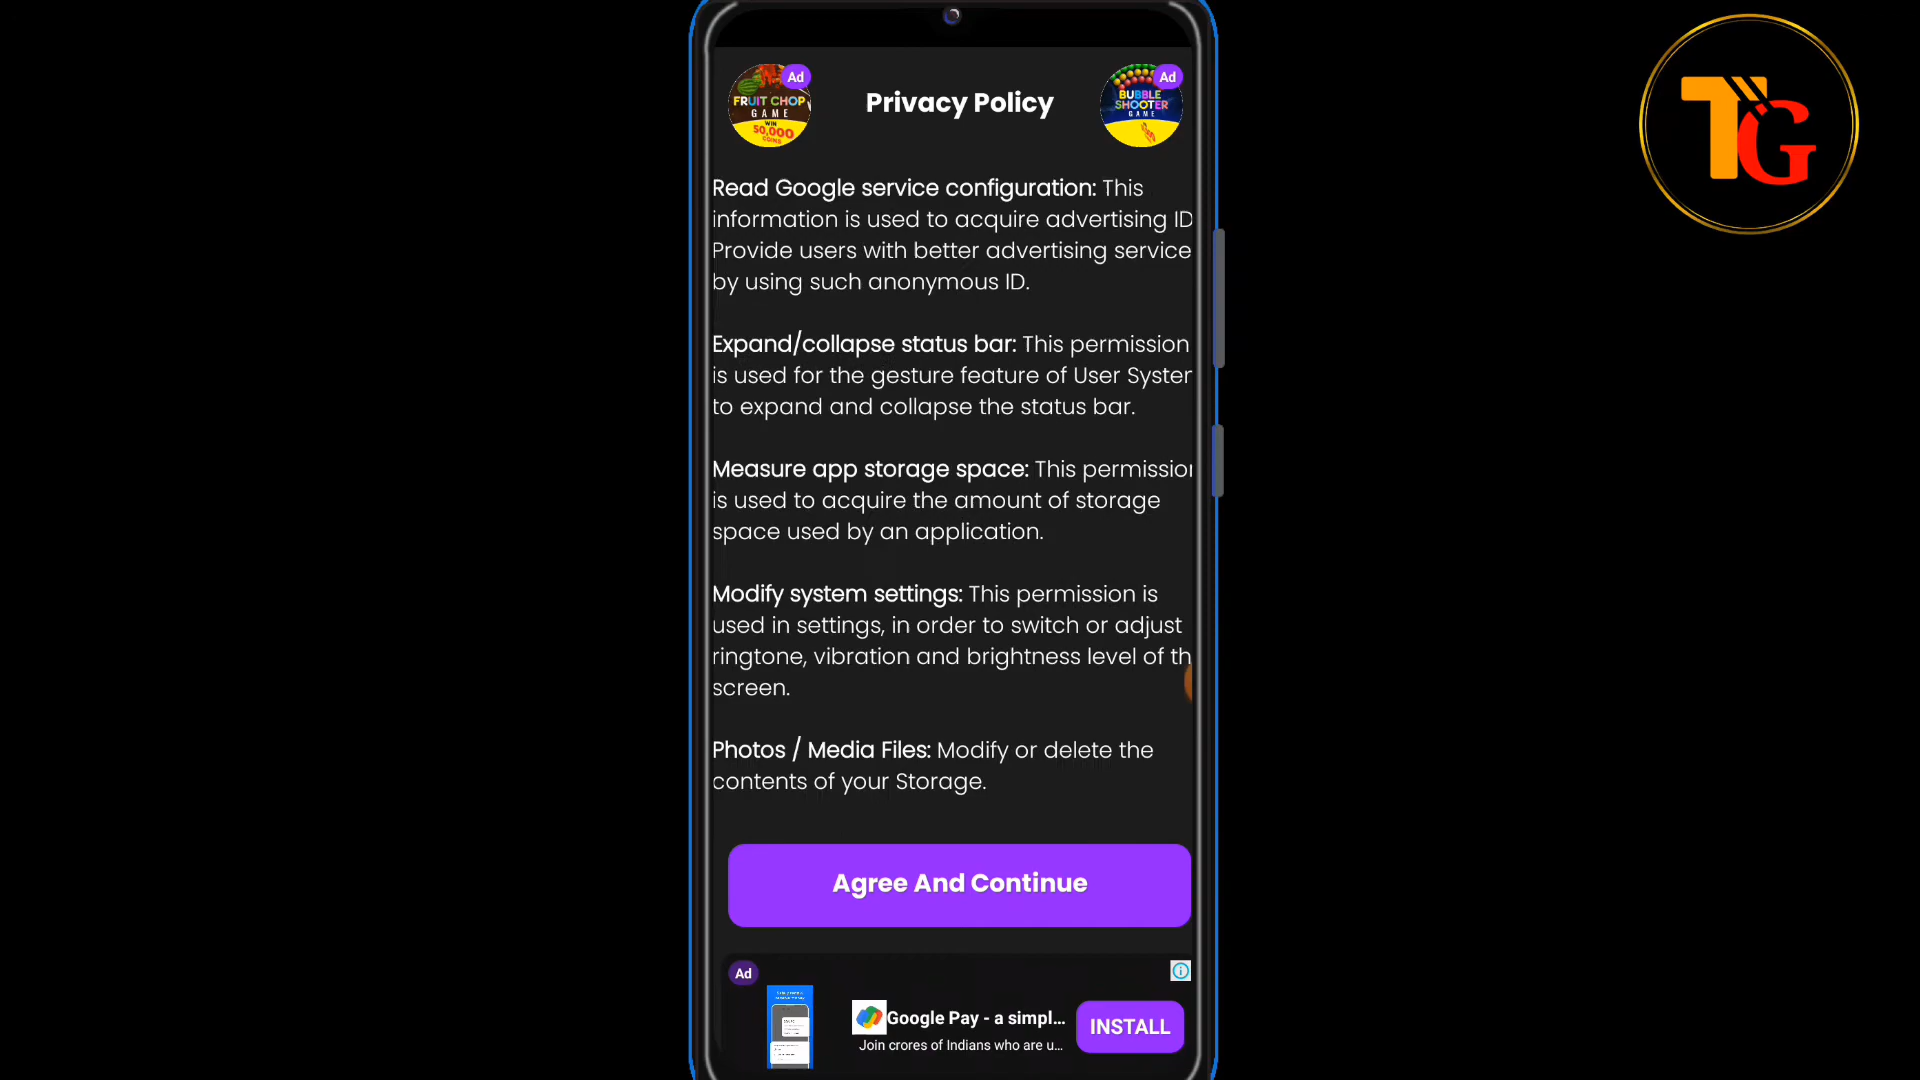 Ad
FRUIT CHOP
GAME
WIN
50,000
COINS
Privacy Policy
Ad
BUBBLE
SHOOTER
GAME
TG
Read Google service configuration: This
information is used to acquire advertising ID
Provide users with better advertising service
by using such anonymous ID.
Expand/collapse status bar: This permission
is used for the gesture feature of User System
to expand and collapse the status bar.
Measure app storage space: This permission
is used to acquire the amount of storage
space used by an application.
Modify system settings: This permission is
used in settings, in order to switch or adjust
ringtone, vibration and brightness level of th
screen.
Photos / Media Files: Modify or delete the
contents of your Storage.
Agree And Continue
Ad
Google Pay - a simpl...
Join crores of Indians who are u...
INSTALL